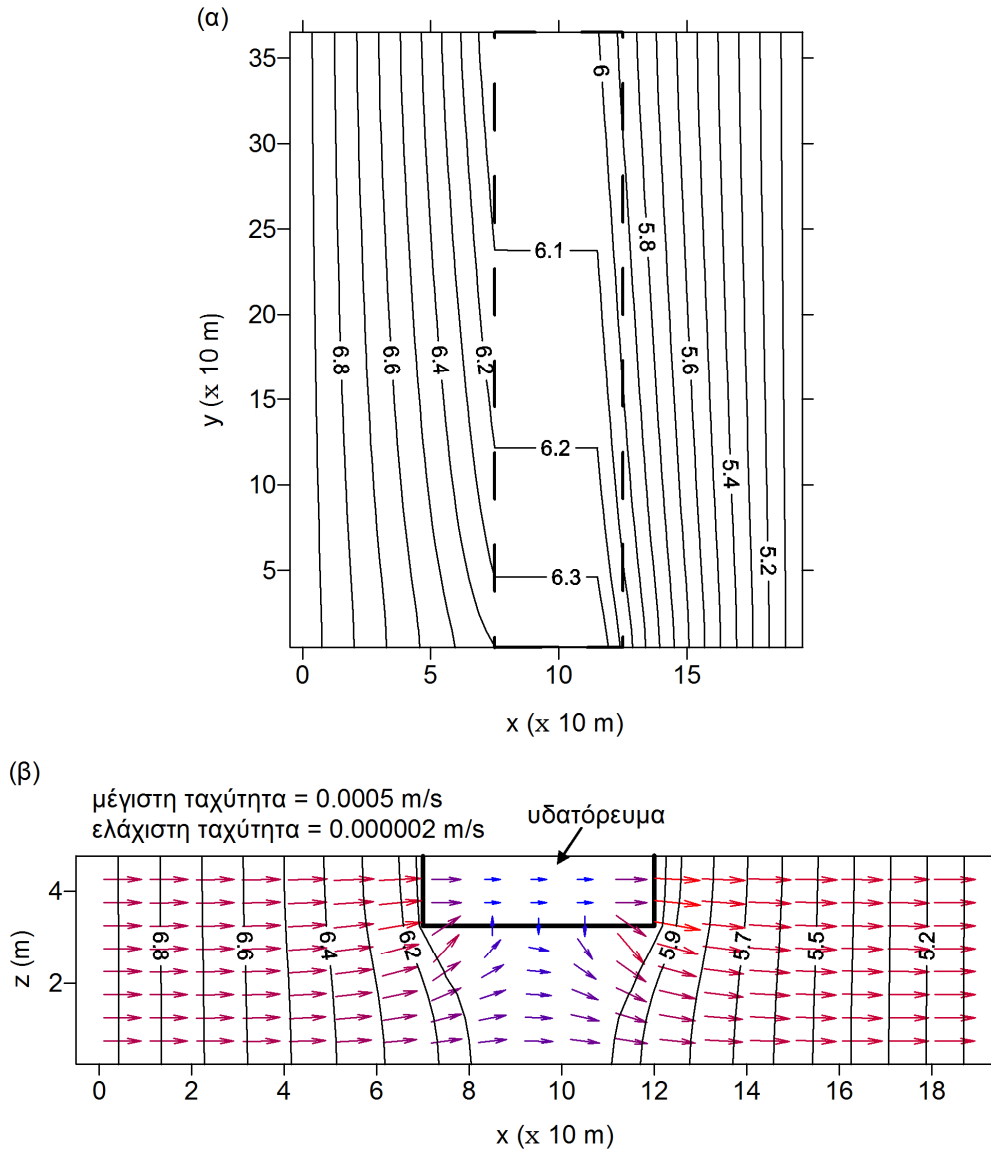 (α)
35
30
25
20
15
10
5
y (x 10 m)
6
5.8
6.1
6.8
6.6
6.4
6.2
5.6
6.2
5.4
6.3
5.2
0 5 10 15
x (x 10 m)
(β)
μέγιστη ταχύτητα = 0.0005 m/s
ελάχιστη ταχύτητα = 0.000002 m/s
υδατόρευμα
4
2
z (m)
6.8 6.6 6.4 6.2 5.9 5.7 5.5 5.2
0 2 4 6 8 10 12 14 16 18
x (x 10 m)